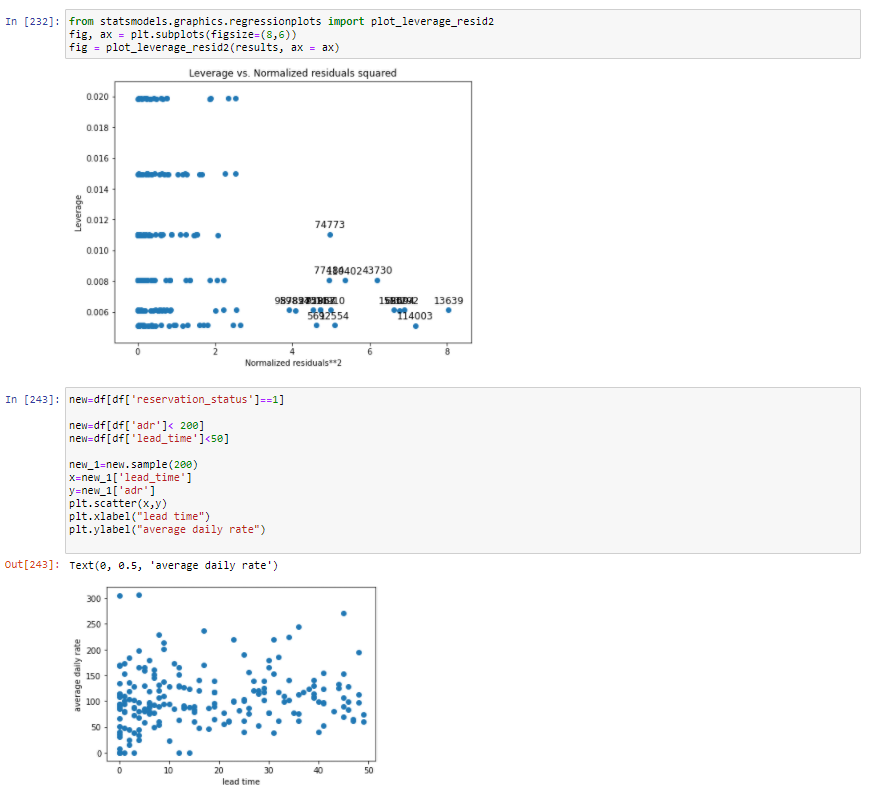 In [232]:
from statsmodels.graphics.regressionplots import plot_leverage_resid2
fig, ax = plt.subplots(figsize=(8,6))
fig = plot_leverage_resid2(results, ax = ax)
Leverage vs. Normalized residuals squared
0.020
0.018
0.016
0.014
0.012
0.010
0.008
0.006
Leverage
74773
43730
13639
114003
0 2 4 6 8
Normalized residuals**2
In [243]:
new=df[df['reservation_status']==1]
new=df[df['adr']< 200]
new=df[df['lead_time']<50]
new_1=new.sample(200)
x=new_1['lead_time']
y=new_1['adr']
plt.scatter(x,y)
plt.xlabel("lead time")
plt.ylabel("average daily rate")
Out[243]: Text(0, 0.5, 'average daily rate')
300
250
200
150
100
50
0
average daily rate
0 10 20 30 40 50
lead time